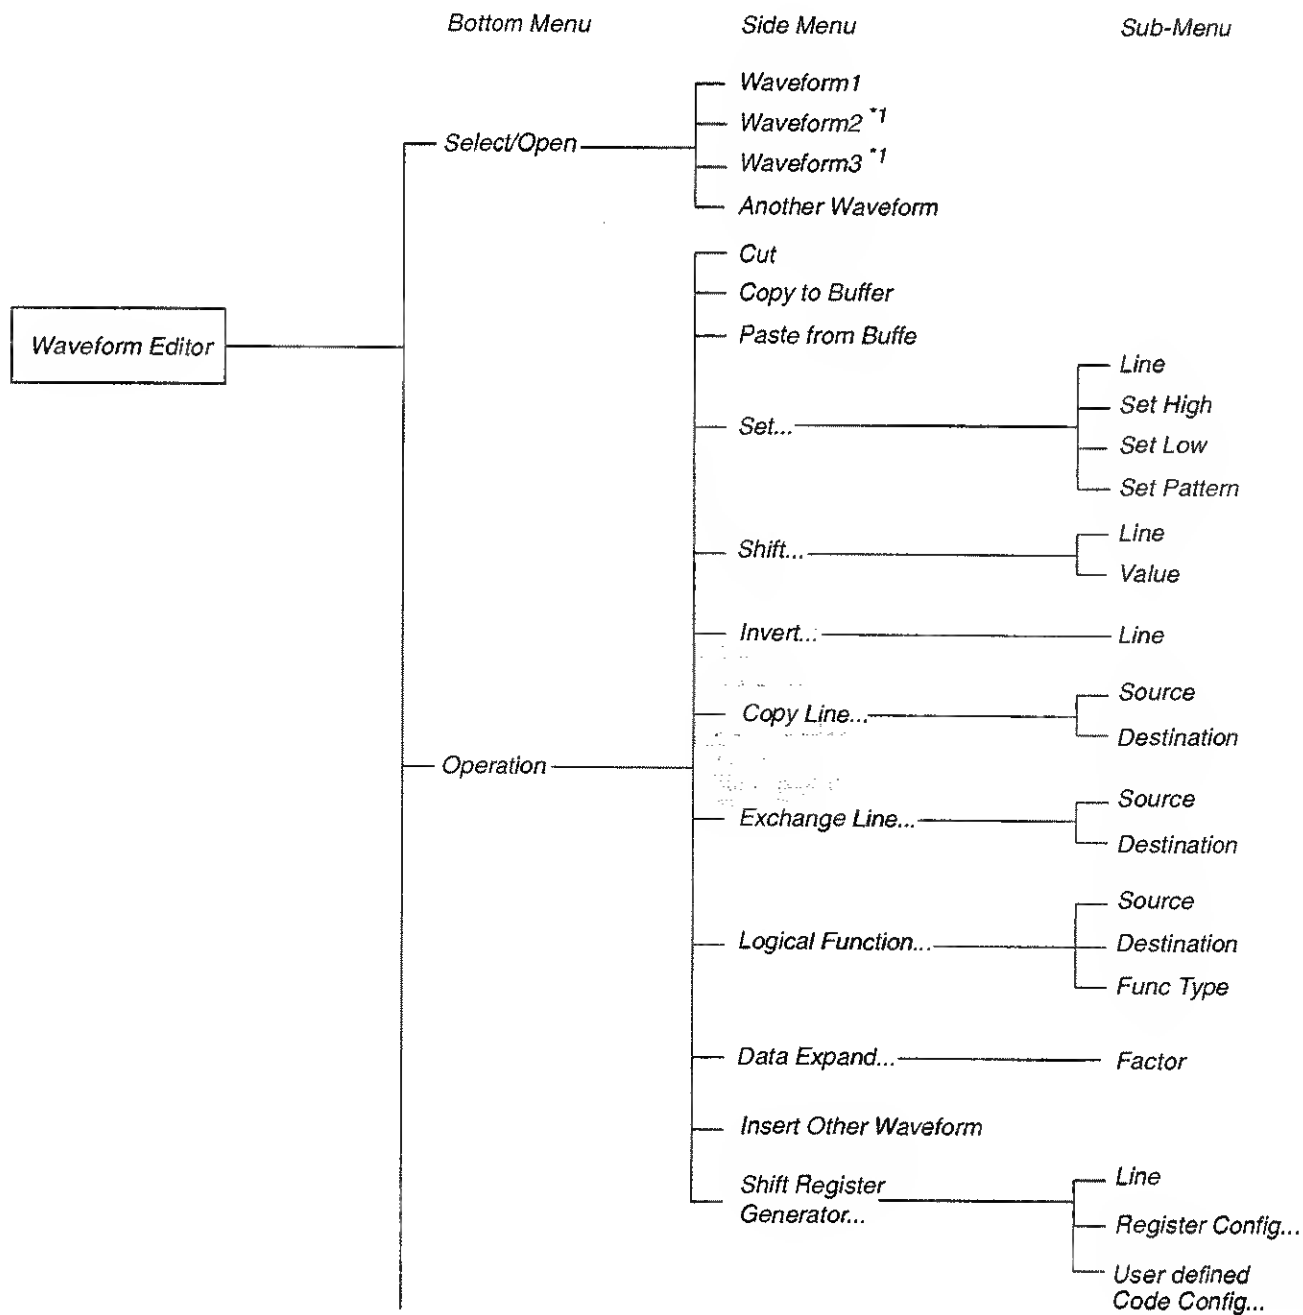 Bottom Menu Side Menu Sub-Menu
Waveform1
Waveform2 *1
Select/Open
Waveform3 *1
Another Waveform
Cut
Copy to Buffer
Paste from Buffe
Waveform Editor
Line
Set High
Set...
Set Low
Set Pattern
Line
Shift...
Value
Invert... Line
Source
Copy Line...
Destination
Operation
Source
Exchange Line...
Destination
Source
Logical Function... Destination
Func Type
Data Expand... Factor
Insert Other Waveform
Shift Register
Generator...
Line
Register Config...
User defined
Code Config...